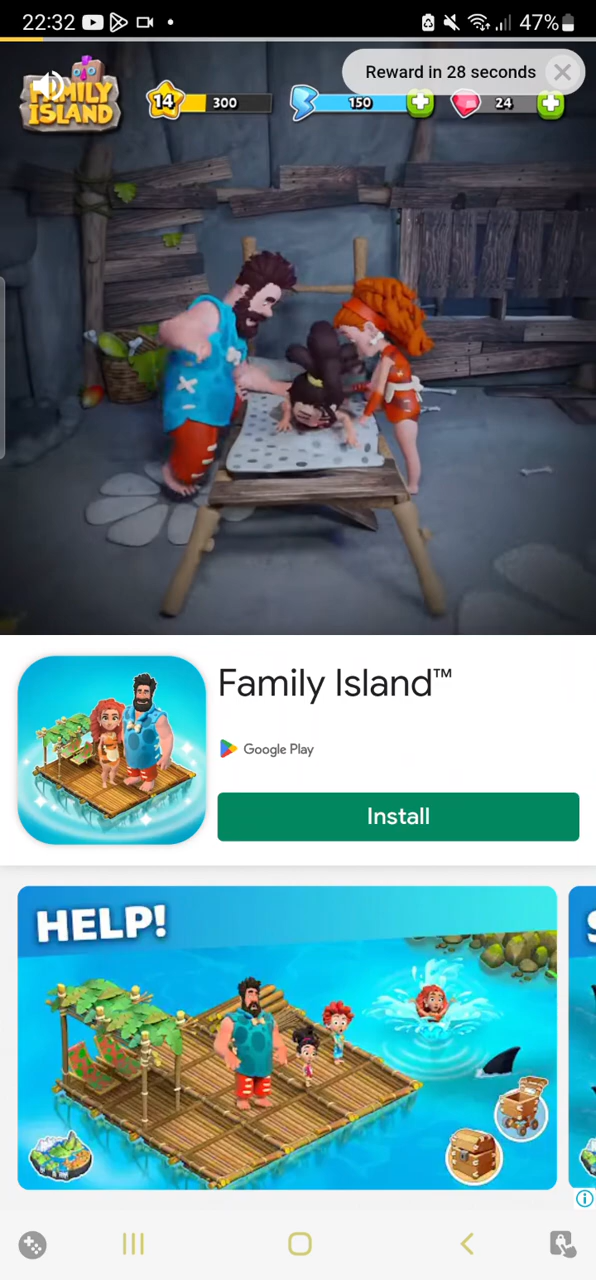 22:32
47%
Reward in 28 seconds
FAMILY
ISLAND
14
300
150
24
Family Island™
Google Play
Install
HELP!